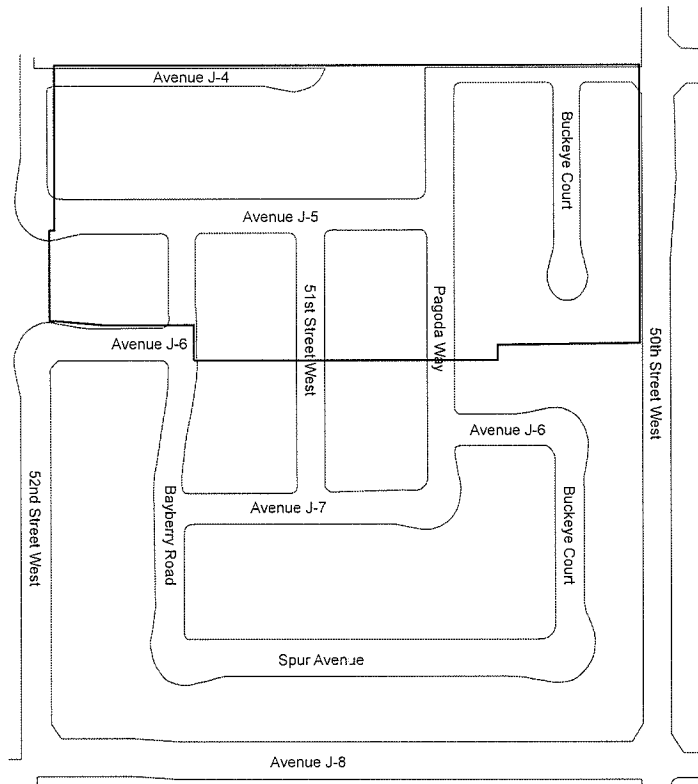 Avenue J-4
Buckeye Court
Avenue J-5
51st Street West
Pagoda Way
Avenue J-6
50th Street West
Avenue J-6
52nd Street West
Bayberry Road
Avenue J-7
Buckeye Court
Spur Avenue
Avenue J-8